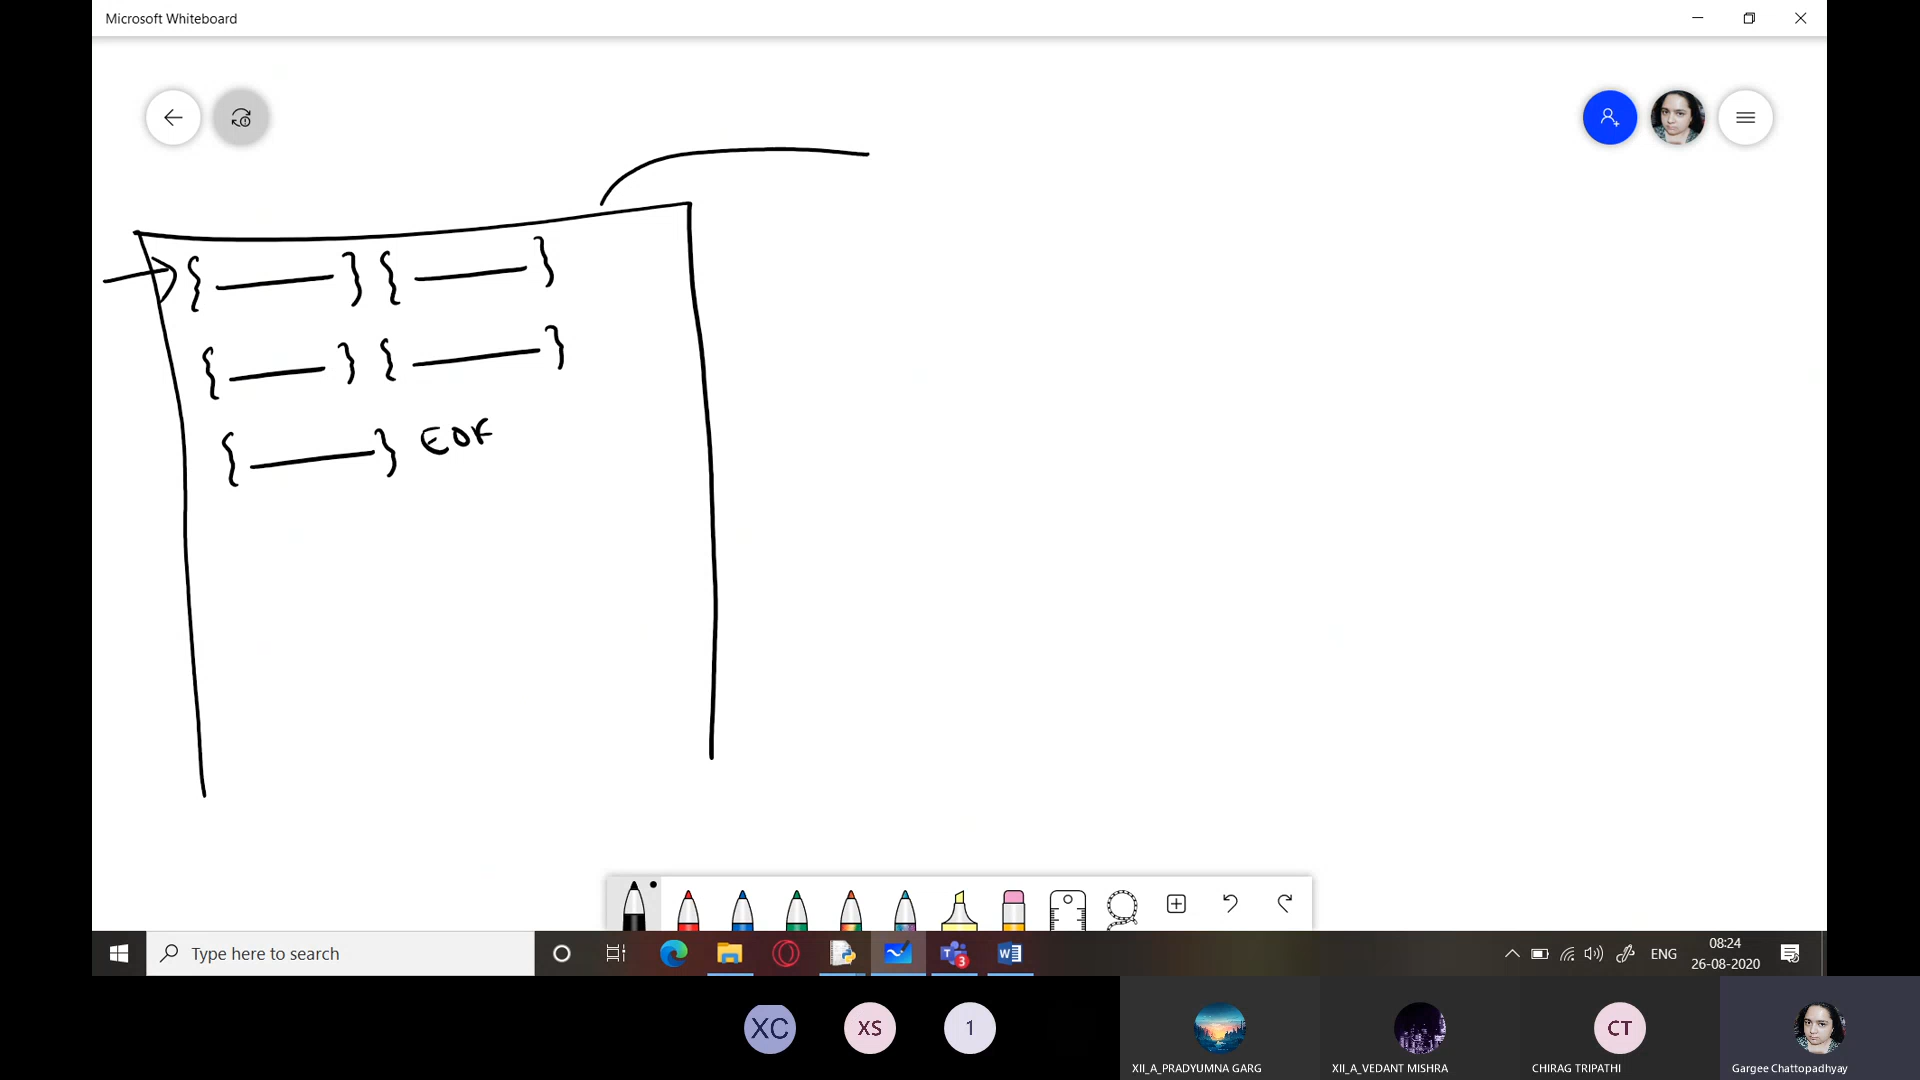 Microsoft Whiteboard
{ ——— } { ——— }
{ ——— } { ——— }
{ ——— } EOF
Type here to search
3
ENG
08:24
26-08-2020
XC
XS
1
CT
XII_A_PRADYUMNA GARG
XII_A_VEDANT MISHRA
CHIRAG TRIPATHI
Gargee Chattopadhyay